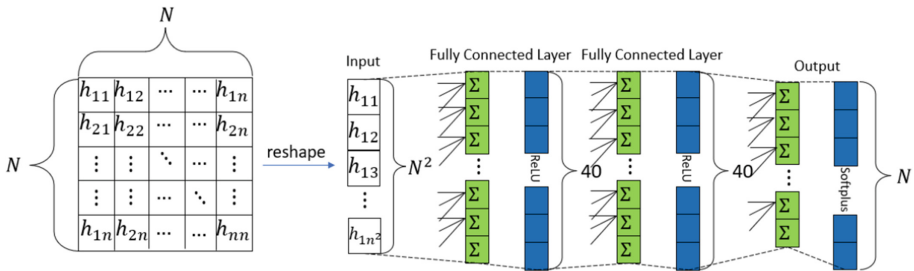 N
N
h₁₁ h₁₂ ⋯ ⋯ h₁ₙ
h₂₁ h₂₂ ⋯ ⋯ h₂ₙ
⋮ ⋮ ⋱ ⋯ ⋮
⋮ ⋮ ⋯ ⋱ ⋮
h₁ₙ h₂ₙ ⋯ ⋯ hₙₙ
reshape
Input
h₁₁
h₁₂
h₁₃
⋮
h₁ₙ²
N²
Fully Connected Layer
Σ
Σ
Σ
⋮
Σ
Σ
Σ
ReLU
40
Fully Connected Layer
Σ
Σ
Σ
⋮
Σ
Σ
Σ
ReLU
40
Output
Σ
Σ
Σ
⋮
Σ
Σ
Softplus
N